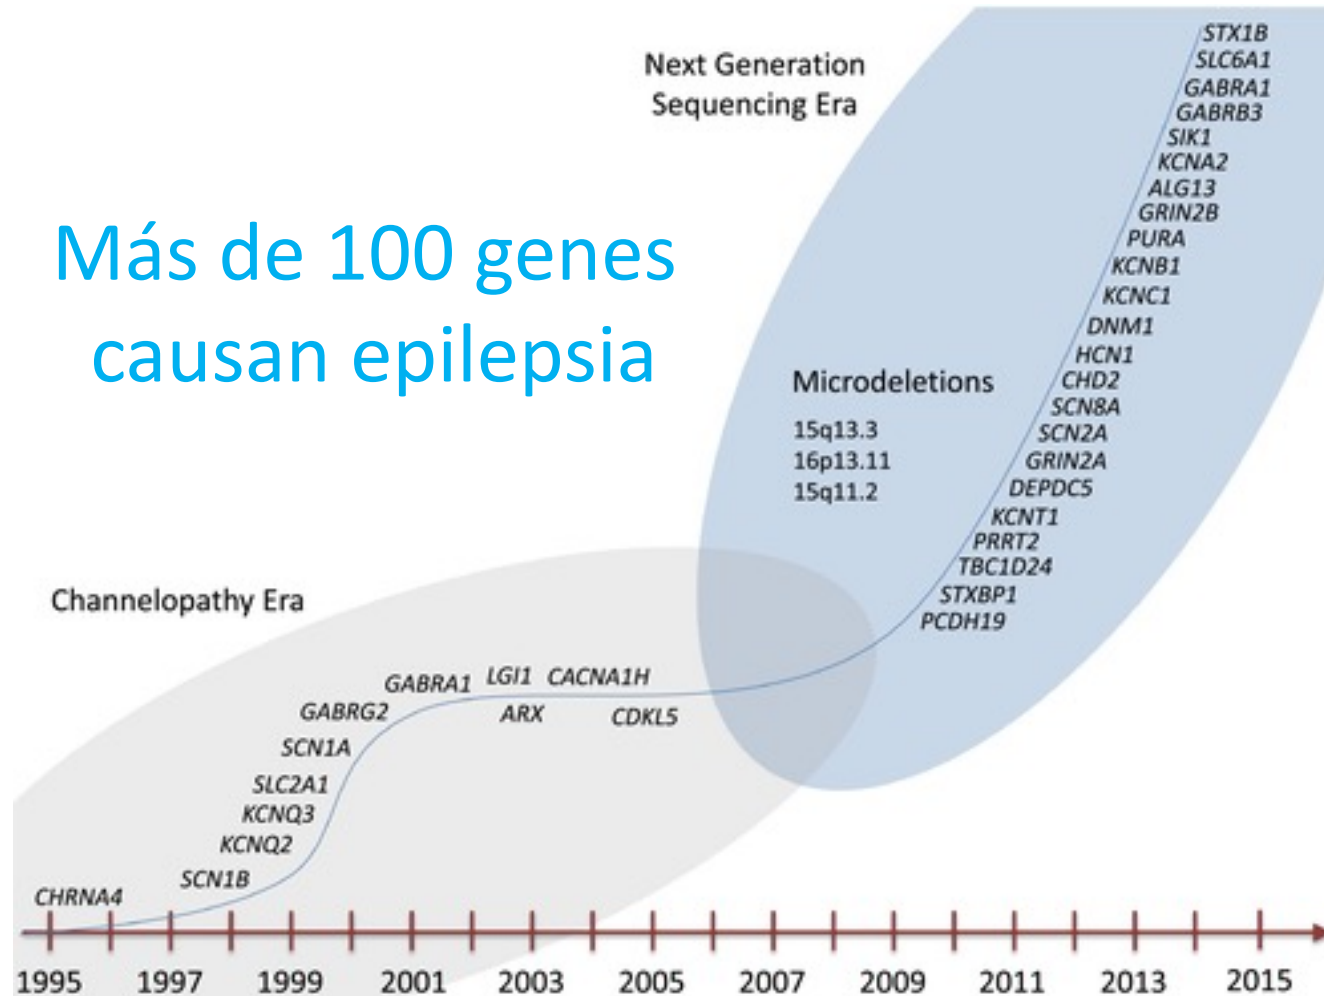 Next Generation
Sequencing Era
Más de 100 genes
causan epilepsia
STX1B
SLC6A1
GABRA1
GABRB3
SIK1
KCNA2
ALG13
GRIN2B
PURA
KCNB1
KCNC1
DNM1
HCN1
CHD2
SCN8A
SCN2A
GRIN2A
DEPDC5
KCNT1
PRRT2
TBC1D24
STXBP1
PCDH19
Microdeletions
15q13.3
16p13.11
15q11.2
Channelopathy Era
GABRA1 LGI1 CACNA1H
GABRG2 ARX CDKL5
SCN1A
SLC2A1
KCNQ3
KCNQ2
SCN1B
CHRNA4
1995 1997 1999 2001 2003 2005 2007 2009 2011 2013 2015